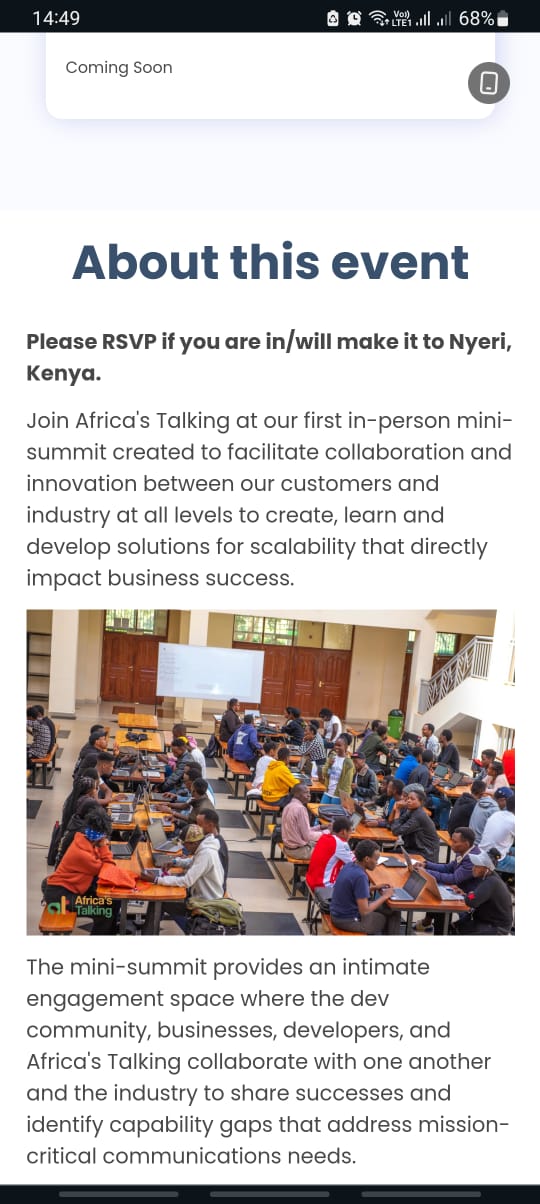 14:49
Vo))
LTE1
68%
Coming Soon
About this event
Please RSVP if you are in/will make it to Nyeri,
Kenya.
Join Africa's Talking at our first in-person mini-
summit created to facilitate collaboration and
innovation between our customers and
industry at all levels to create, learn and
develop solutions for scalability that directly
impact business success.
al Africa's
Talking
The mini-summit provides an intimate
engagement space where the dev
community, businesses, developers, and
Africa's Talking collaborate with one another
and the industry to share successes and
identify capability gaps that address mission-
critical communications needs.